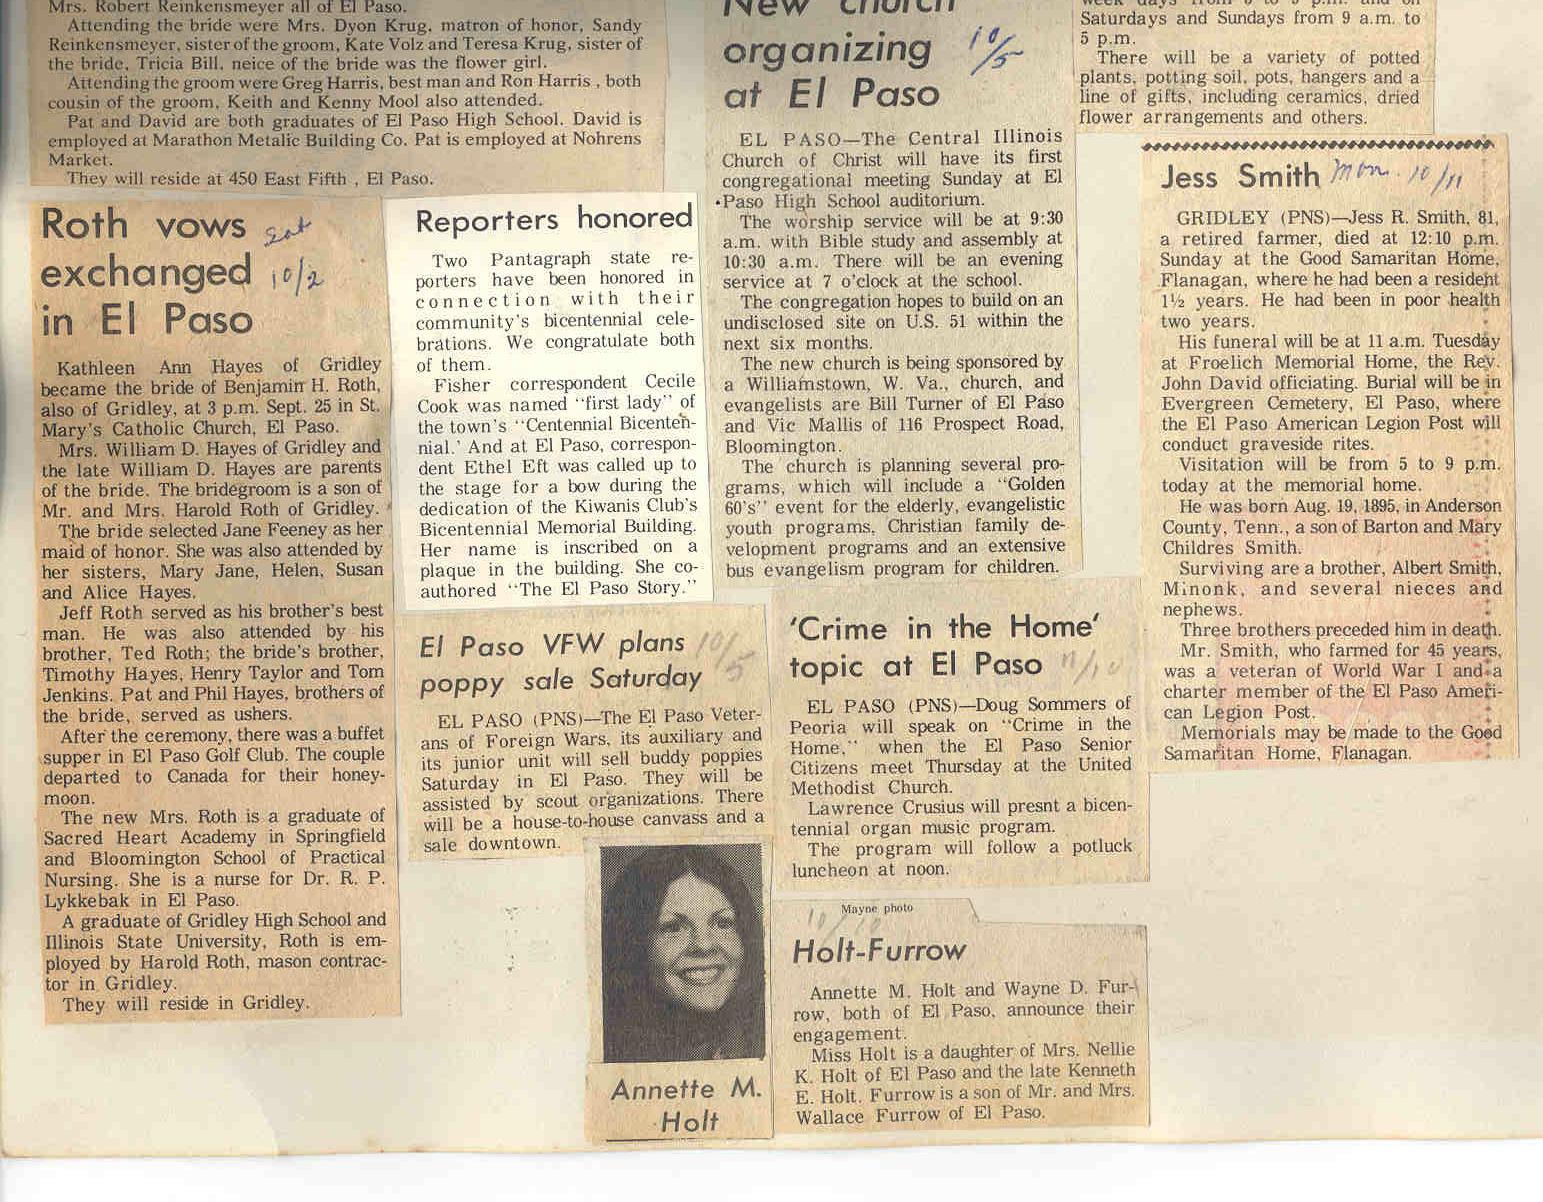 Mrs. Robert Reinkensmeyer all of El Paso.
Attending the bride were Mrs. Dyon Krug, matron of honor, Sandy
Reinkensmeyer, sister of the groom, Kate Volz and Teresa Krug, sister of
the bride, Tricia Bill, neice of the bride was the flower girl.
Attending the groom were Greg Harris, best man and Ron Harris , both
cousin of the groom, Keith and Kenny Mool also attended.
Pat and David are both graduates of El Paso High School. David is
employed at Marathon Metalic Building Co. Pat is employed at Nohrens
Market.
They will reside at 450 East Fifth , El Paso.
Roth vows
exchanged
in El Paso
Sat
10/2
Kathleen Ann Hayes of Gridley
became the bride of Benjamin H. Roth,
also of Gridley, at 3 p.m. Sept. 25 in St.
Mary's Catholic Church, El Paso.
Mrs. William D. Hayes of Gridley and
the late William D. Hayes are parents
of the bride. The bridegroom is a son of
Mr. and Mrs. Harold Roth of Gridley.
The bride selected Jane Feeney as her
maid of honor. She was also attended by
her sisters, Mary Jane, Helen, Susan
and Alice Hayes.
Jeff Roth served as his brother's best
man. He was also attended by his
brother, Ted Roth; the bride's brother,
Timothy Hayes, Henry Taylor and Tom
Jenkins. Pat and Phil Hayes, brothers of
the bride, served as ushers.
After the ceremony, there was a buffet
supper in El Paso Golf Club. The couple
departed to Canada for their honey-
moon.
The new Mrs. Roth is a graduate of
Sacred Heart Academy in Springfield
and Bloomington School of Practical
Nursing. She is a nurse for Dr. R. P.
Lykkebak in El Paso.
A graduate of Gridley High School and
Illinois State University, Roth is em-
ployed by Harold Roth, mason contrac-
tor in Gridley.
They will reside in Gridley.
Reporters honored
Two Pantagraph state re-
porters have been honored in
connection with their
community's bicentennial cele-
brations. We congratulate both
of them.
Fisher correspondent Cecile
Cook was named "first lady" of
the town's "Centennial Bicenten-
nial.' And at El Paso, correspon-
dent Ethel Eft was called up to
the stage for a bow during the
dedication of the Kiwanis Club's
Bicentennial Memorial Building.
Her name is inscribed on a
plaque in the building. She co-
authored "The El Paso Story."
El Paso VFW plans
poppy sale Saturday
10/5
EL PASO (PNS)—The El Paso Veter-
ans of Foreign Wars, its auxiliary and
its junior unit will sell buddy poppies
Saturday in El Paso. They will be
assisted by scout organizations. There
will be a house-to-house canvass and a
sale downtown.
Annette M.
Holt
New church
organizing
at El Paso
10/5
EL PASO—The Central Illinois
Church of Christ will have its first
congregational meeting Sunday at El
Paso High School auditorium.
The worship service will be at 9:30
a.m. with Bible study and assembly at
10:30 a.m. There will be an evening
service at 7 o'clock at the school.
The congregation hopes to build on an
undisclosed site on U.S. 51 within the
next six months.
The new church is being sponsored by
a Williamstown, W. Va., church, and
evangelists are Bill Turner of El Paso
and Vic Mallis of 116 Prospect Road,
Bloomington.
The church is planning several pro-
grams, which will include a "Golden
60's" event for the elderly, evangelistic
youth programs, Christian family de-
velopment programs and an extensive
bus evangelism program for children.
'Crime in the Home'
topic at El Paso
EL PASO (PNS)—Doug Sommers of
Peoria will speak on "Crime in the
Home," when the El Paso Senior
Citizens meet Thursday at the United
Methodist Church.
Lawrence Crusius will presnt a bicen-
tennial organ music program.
The program will follow a potluck
luncheon at noon.
Mayne photo
Holt-Furrow
Annette M. Holt and Wayne D. Fur-
row, both of El Paso, announce their
engagement.
Miss Holt is a daughter of Mrs. Nellie
K. Holt of El Paso and the late Kenneth
E. Holt. Furrow is a son of Mr. and Mrs.
Wallace Furrow of El Paso.
week days from
Saturdays and Sundays from 9 a.m. to
5 p.m.
There will be a variety of potted
plants, potting soil, pots, hangers and a
line of gifts, including ceramics, dried
flower arrangements and others.
Jess Smith
Mon. 10/11
GRIDLEY (PNS)—Jess R. Smith, 81,
a retired farmer, died at 12:10 p.m.
Sunday at the Good Samaritan Home,
Flanagan, where he had been a resident
1½ years. He had been in poor health
two years.
His funeral will be at 11 a.m. Tuesday
at Froelich Memorial Home, the Rev.
John David officiating. Burial will be in
Evergreen Cemetery, El Paso, where
the El Paso American Legion Post will
conduct graveside rites.
Visitation will be from 5 to 9 p.m.
today at the memorial home.
He was born Aug. 19, 1895, in Anderson
County, Tenn., a son of Barton and Mary
Childres Smith.
Surviving are a brother, Albert Smith,
Minonk, and several nieces and
nephews.
Three brothers preceded him in death.
Mr. Smith, who farmed for 45 years,
was a veteran of World War I and a
charter member of the El Paso Ameri-
can Legion Post.
Memorials may be made to the Good
Samaritan Home, Flanagan.